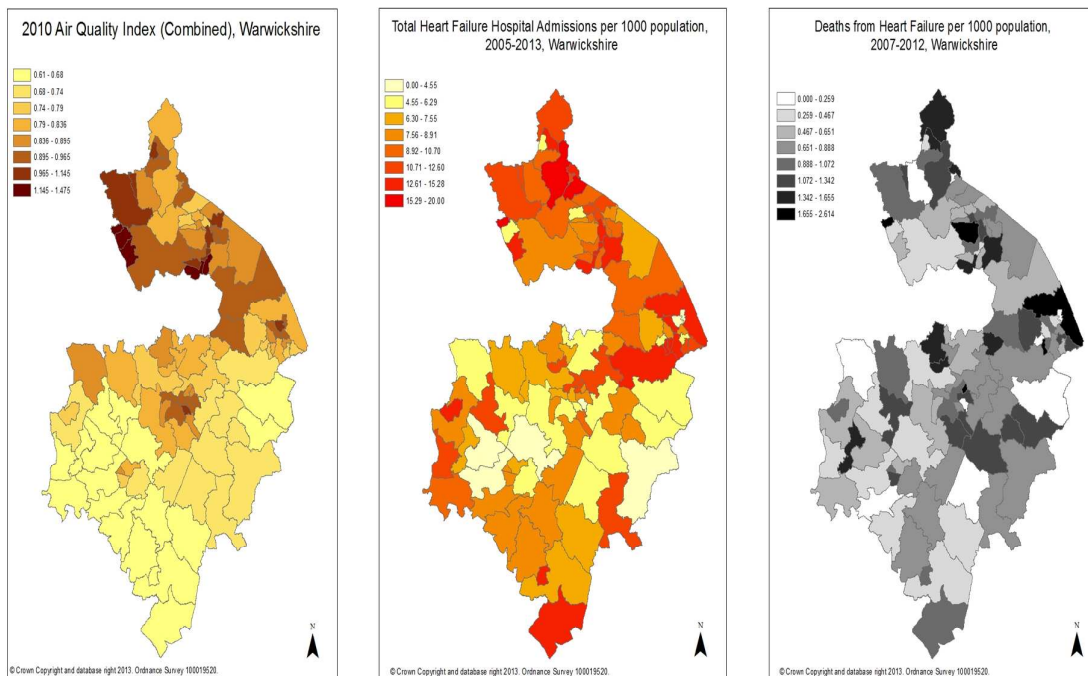 2010 Air Quality Index (Combined), Warwickshire
0.61 - 0.68
0.68 - 0.74
0.74 - 0.79
0.79 - 0.836
0.836 - 0.895
0.895 - 0.965
0.965 - 1.145
1.145 - 1.475
N
© Crown Copyright and database right 2013. Ordnance Survey 100019520.
Total Heart Failure Hospital Admissions per 1000 population,
2005-2013, Warwickshire
0.00 - 4.55
4.55 - 6.29
6.30 - 7.55
7.56 - 8.91
8.92 - 10.70
10.71 - 12.60
12.61 - 15.28
15.29 - 20.00
N
© Crown Copyright and database right 2013. Ordnance Survey 100019520.
Deaths from Heart Failure per 1000 population,
2007-2012, Warwickshire
0.000 - 0.259
0.259 - 0.467
0.467 - 0.651
0.651 - 0.888
0.888 - 1.072
1.072 - 1.342
1.342 - 1.655
1.655 - 2.614
N
© Crown Copyright and database right 2013. Ordnance Survey 100019520.